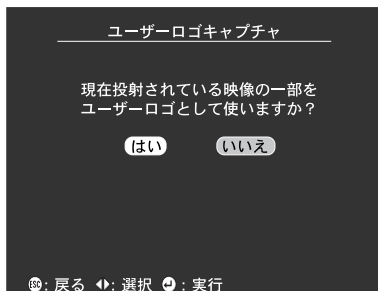 ユーザーロゴキャプチャ
現在投射されている映像の一部を
ユーザーロゴとして使いますか？
はい いいえ
ESC: 戻る : 選択 : 実行